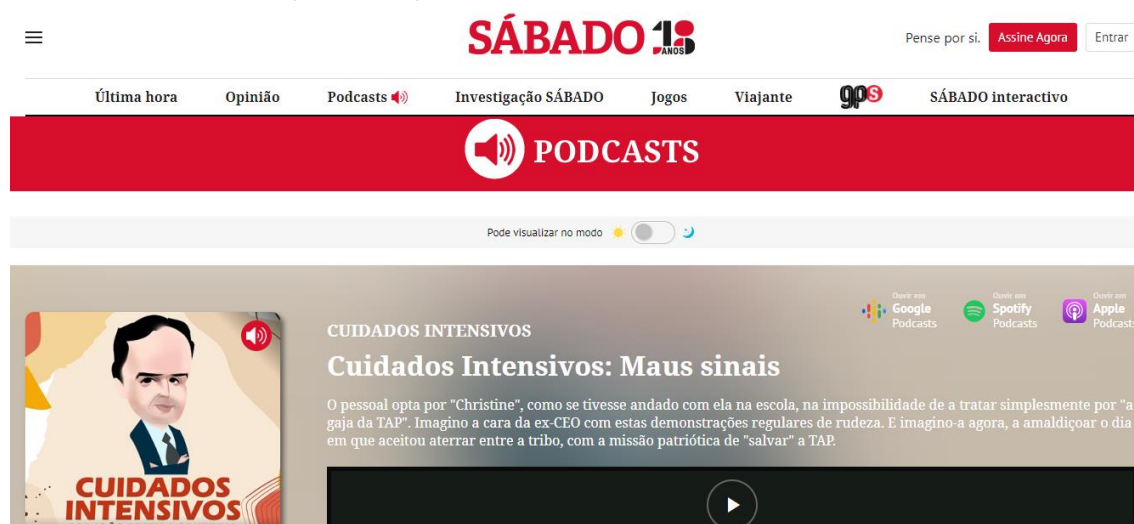 SÁBADO 18 ANOS
Pense por si. Assine Agora Entrar
Última hora Opinião Podcasts Investigação SÁBADO Jogos Viajante gps SÁBADO interactivo
PODCASTS
Pode visualizar no modo
Ouvir em Google Podcasts
Ouvir em Spotify Podcasts
Ouvir em Apple Podcasts
CUIDADOS INTENSIVOS
Cuidados Intensivos: Maus sinais
O pessoal opta por "Christine", como se tivesse andado com ela na escola, na impossibilidade de a tratar simplesmente por "a
gaja da TAP". Imagino a cara da ex-CEO com estas demonstrações regulares de rudeza. E imagino-a agora, a amaldiçoar o dia
em que aceitou aterrar entre a tribo, com a missão patriótica de "salvar" a TAP.
CUIDADOS
INTENSIVOS